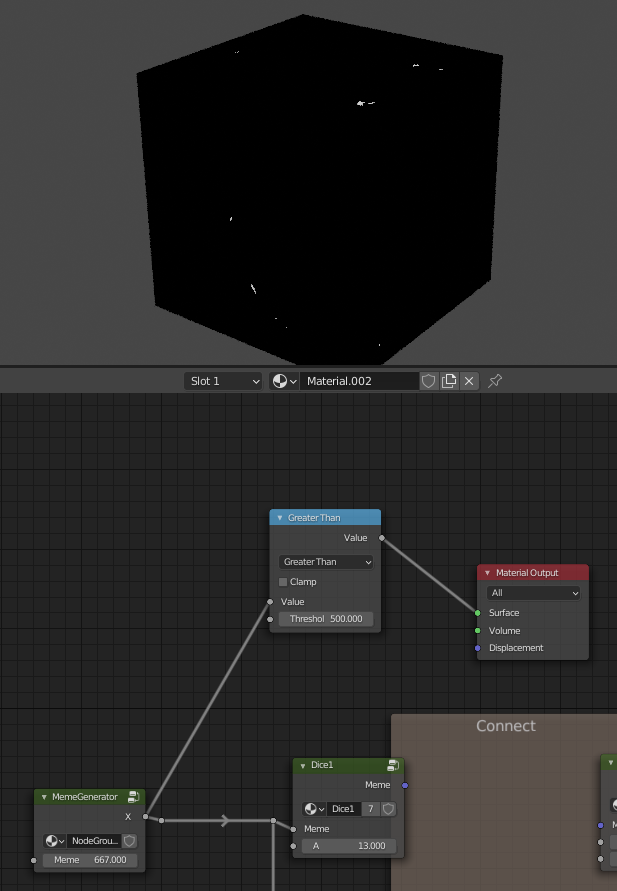 Slot 1
Material.002
Greater Than
Value
Greater Than
Clamp
Value
Threshol 500.000
Material Output
All
Surface
Volume
Displacement
Connect
Dice1
Meme
Dice1 7
Meme
A 13.000
MemeGenerator
X
NodeGrou...
Meme 667.000